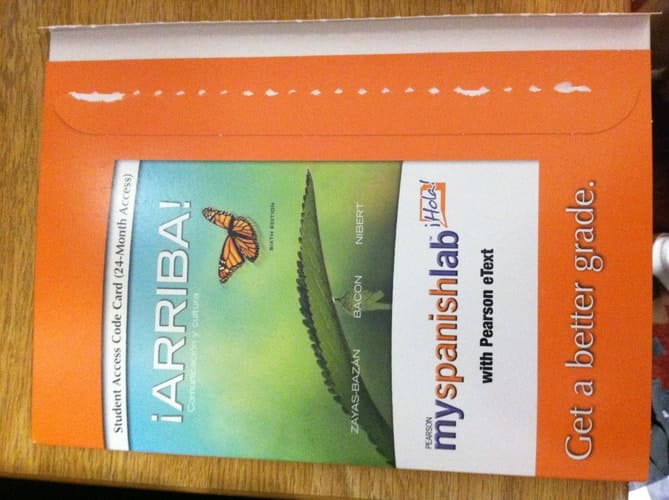 Student Access Code Card (24-Month Access)
¡ARRIBA!
Comunicación y cultura
SIXTH EDITION
ZAYAS-BAZÁN BACON NIBERT
PEARSON
myspanishlab™ ¡Hola!
with Pearson eText
Get a better grade.